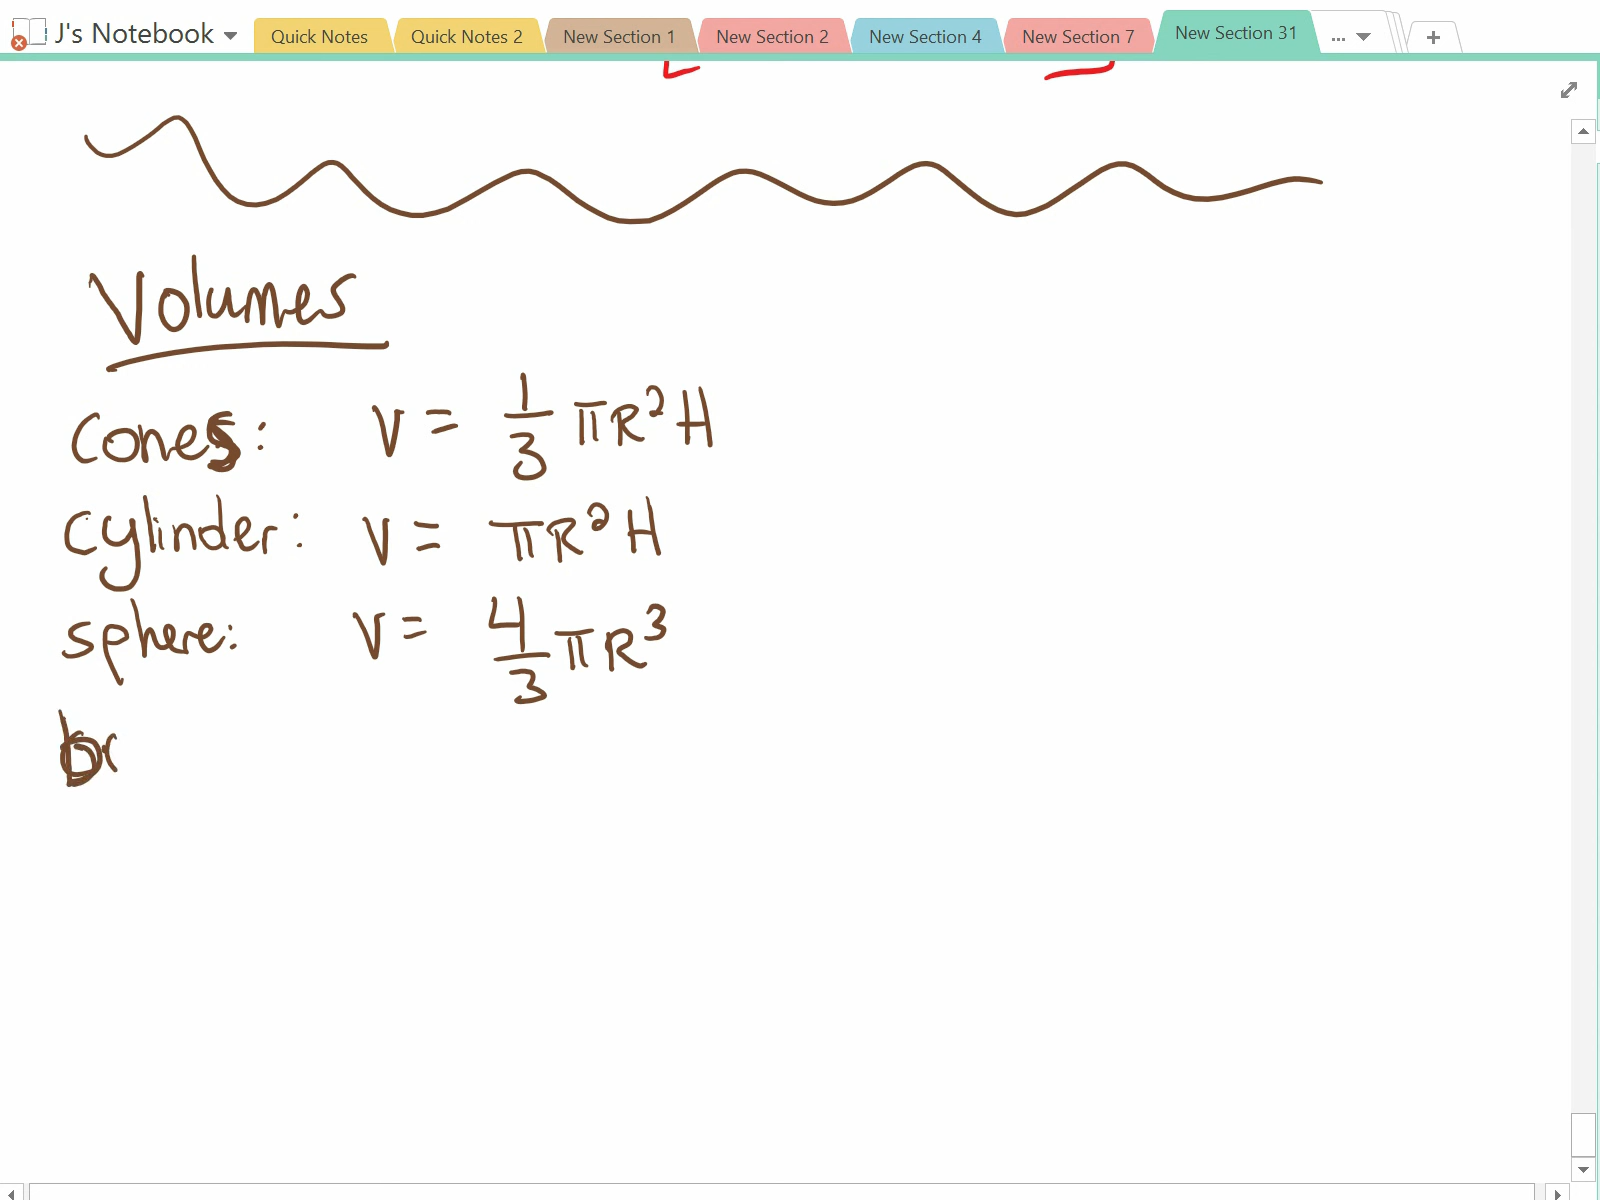 J's Notebook Quick Notes Quick Notes 2 New Section 1 New Section 2 New Section 4 New Section 7 New Section 31 ... +
Volumes
Cones: V = 1/3 πR²H
Cylinder: V = πR²H
sphere: V = 4/3 πR³
br